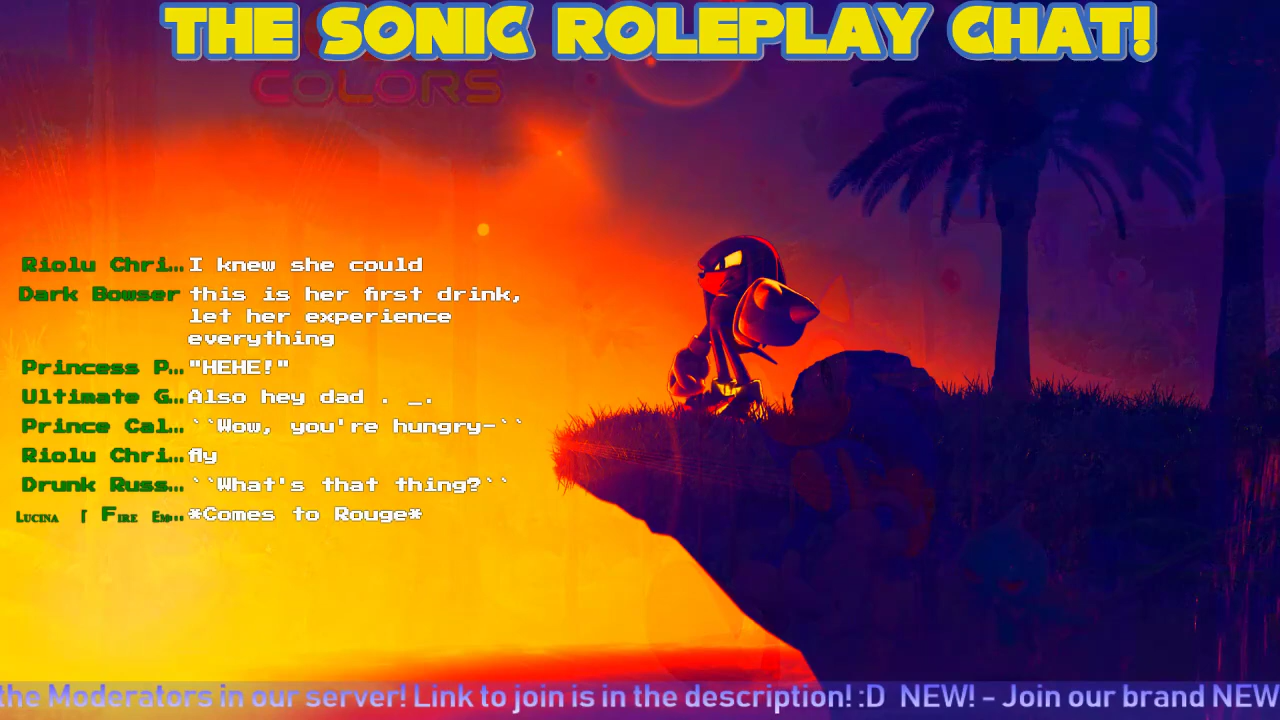 THE SONIC ROLEPLAY CHAT!
COLORS
Riolu Chri... I knew she could
Dark Bowser this is her first drink,
let her experience
everything
Princess P... "HEHE!"
Ultimate G... Also hey dad . _.
Prince Cal... ``Wow, you're hungry-``
Riolu Chri... fly
Drunk Russ... ``What's that thing?``
Lucina ⌈ Fire Em... *Comes to Rouge*
the Moderators in our server! Link to join is in the description! :D NEW! - Join our brand NEW